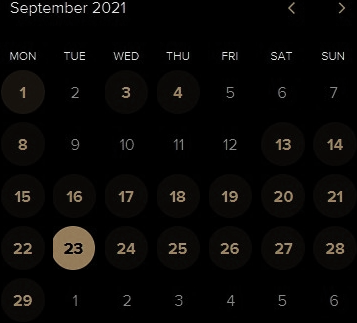 September 2021
MON TUE WED THU FRI SAT SUN
1 2 3 4 5 6 7
8 9 10 11 12 13 14
15 16 17 18 19 20 21
22 23 24 25 26 27 28
29 1 2 3 4 5 6